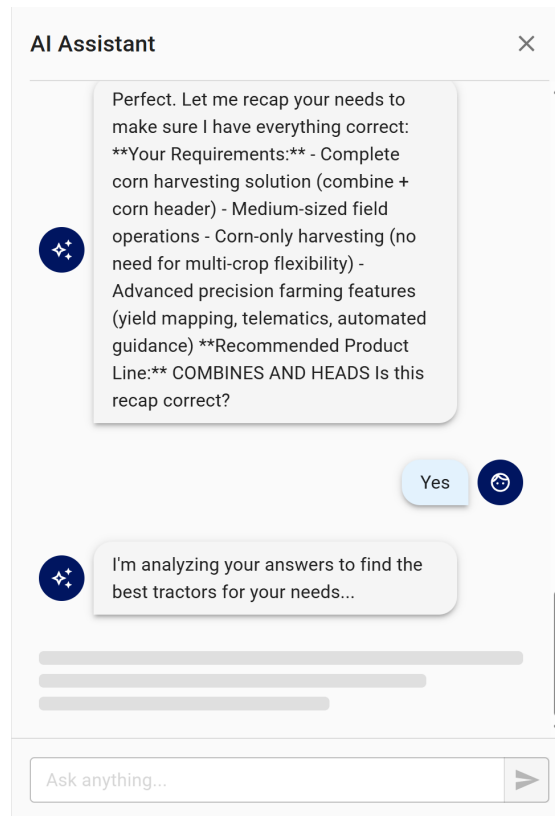 AI Assistant
Perfect. Let me recap your needs to
make sure I have everything correct:
**Your Requirements:** - Complete
corn harvesting solution (combine +
corn header) - Medium-sized field
operations - Corn-only harvesting (no
need for multi-crop flexibility) -
Advanced precision farming features
(yield mapping, telematics, automated
guidance) **Recommended Product
Line:** COMBINES AND HEADS Is this
recap correct?
Yes
I'm analyzing your answers to find the
best tractors for your needs...
Ask anything...